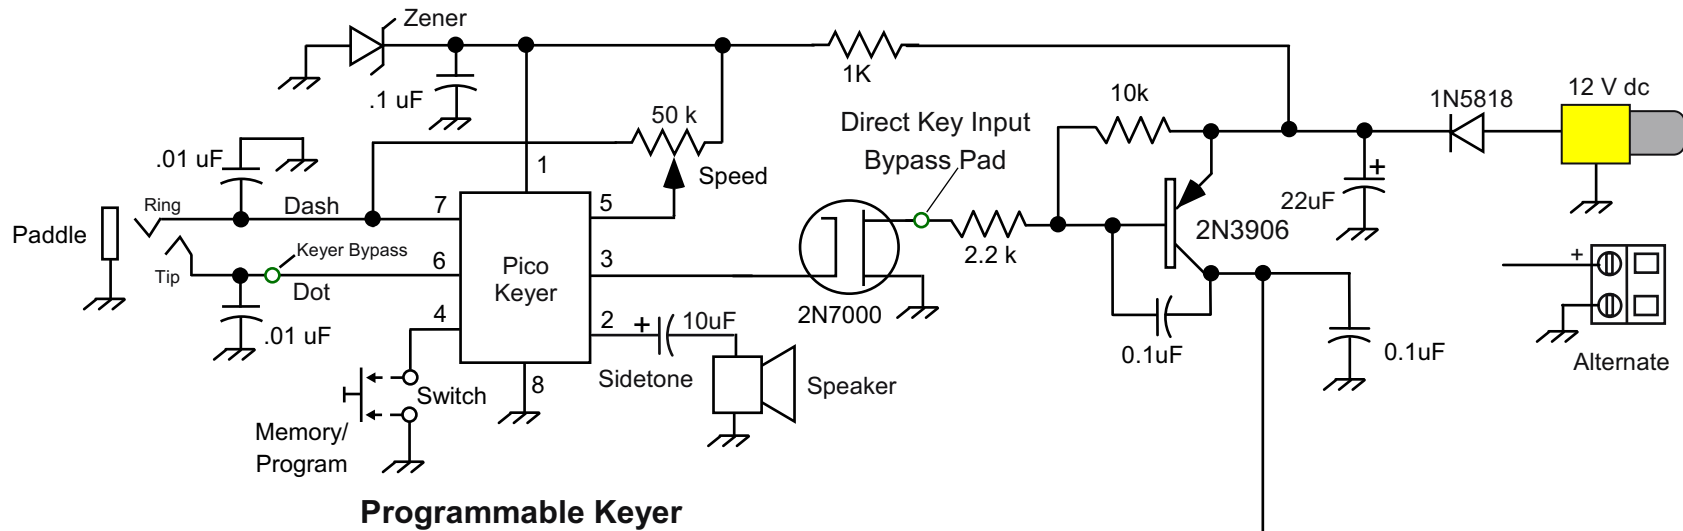 Zener
.1 uF
1K
50 k
Speed
10k
Direct Key Input
Bypass Pad
1N5818
12 V dc
.01 uF
1
Ring
Dash
7
5
Paddle
Keyer Bypass
Tip
6
Dot
Pico
Keyer
3
2.2 k
2N3906
+
22uF
.01 uF
4
2
+
10uF
2N7000
0.1uF
0.1uF
+
Alternate
Sidetone
Speaker
8
Switch
Memory/
Program
Programmable Keyer